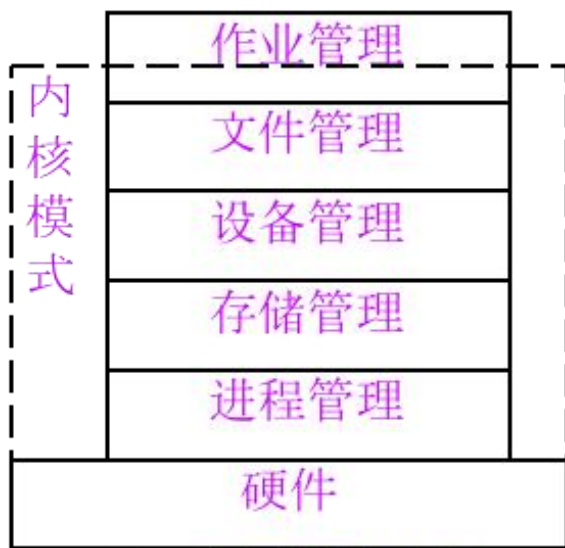 作业管理
内核模式
文件管理
设备管理
存储管理
进程管理
硬件